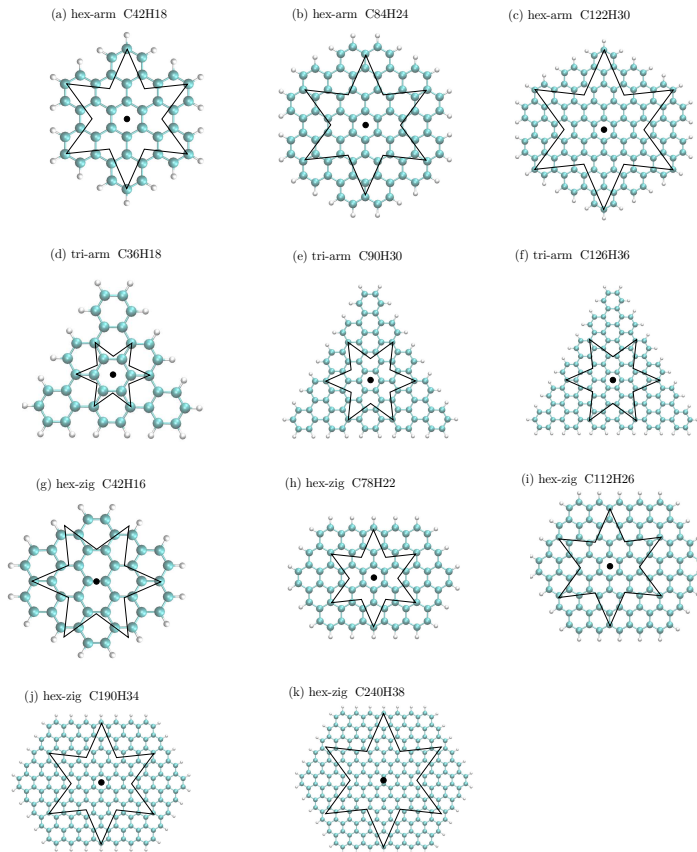 (a) hex-arm C42H18
(b) hex-arm C84H24
(c) hex-arm C122H30
(d) tri-arm C36H18
(e) tri-arm C90H30
(f) tri-arm C126H36
(g) hex-zig C42H16
(h) hex-zig C78H22
(i) hex-zig C112H26
(j) hex-zig C190H34
(k) hex-zig C240H38